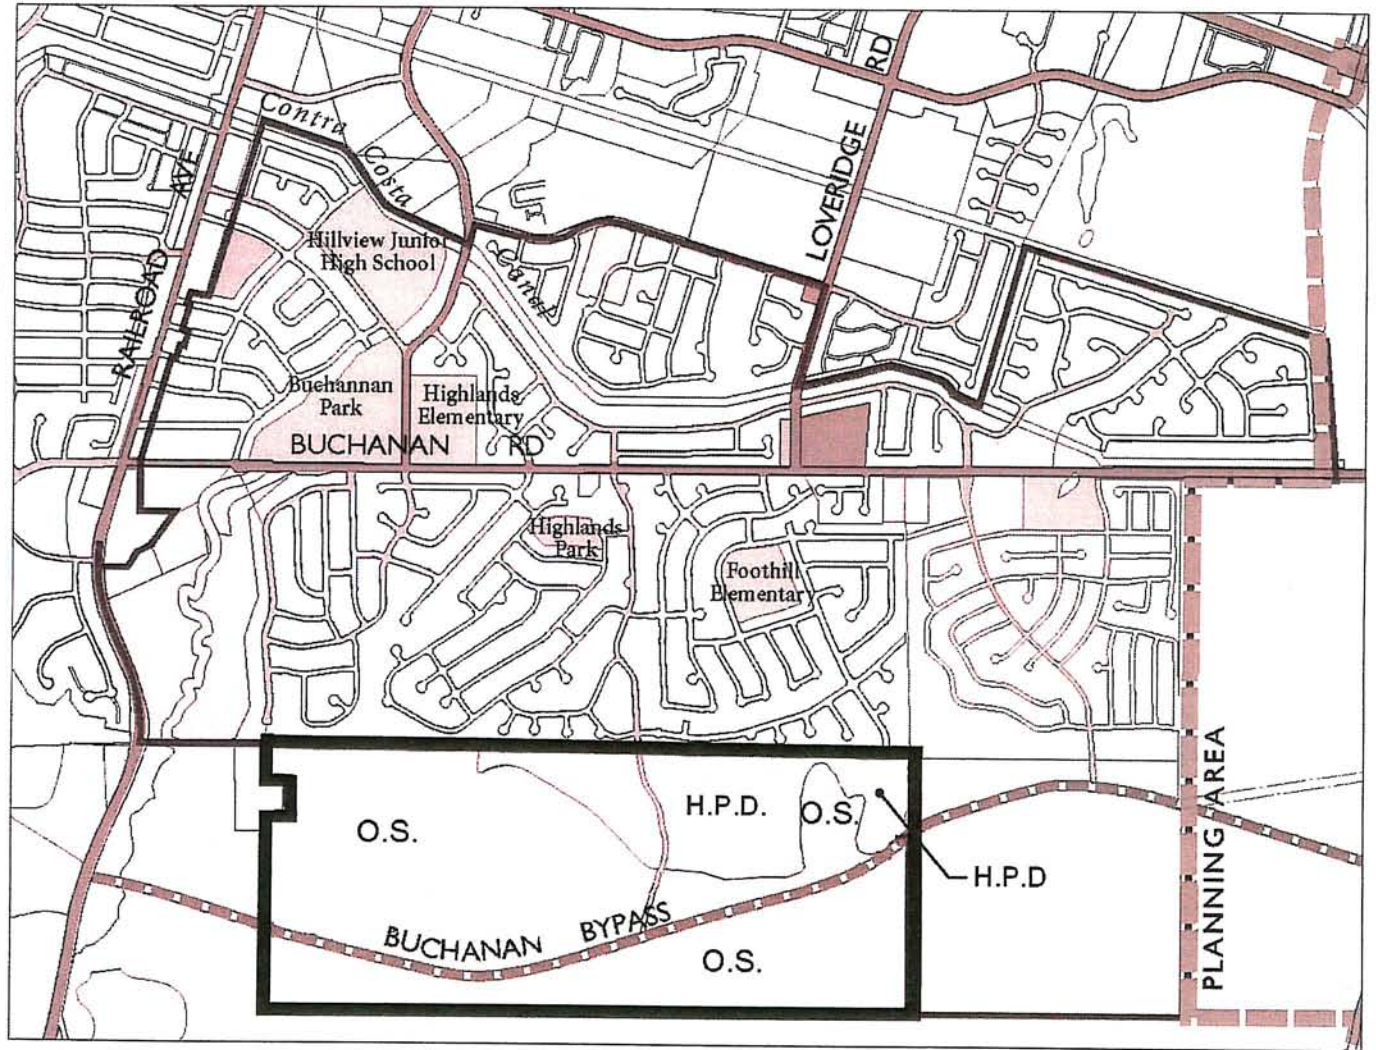 RD
Contra
Costa
LOVERIDGE
AVE
Hillview Junio
High School
Canal
RAILROAD
Buchannan
Park
Highlands
Elementary
BUCHANAN RD
Highlands
Park
Foothill
Elementary
PLANNING AREA
H.P.D.
O.S.
O.S.
H.P.D
BUCHANAN BYPASS
O.S.